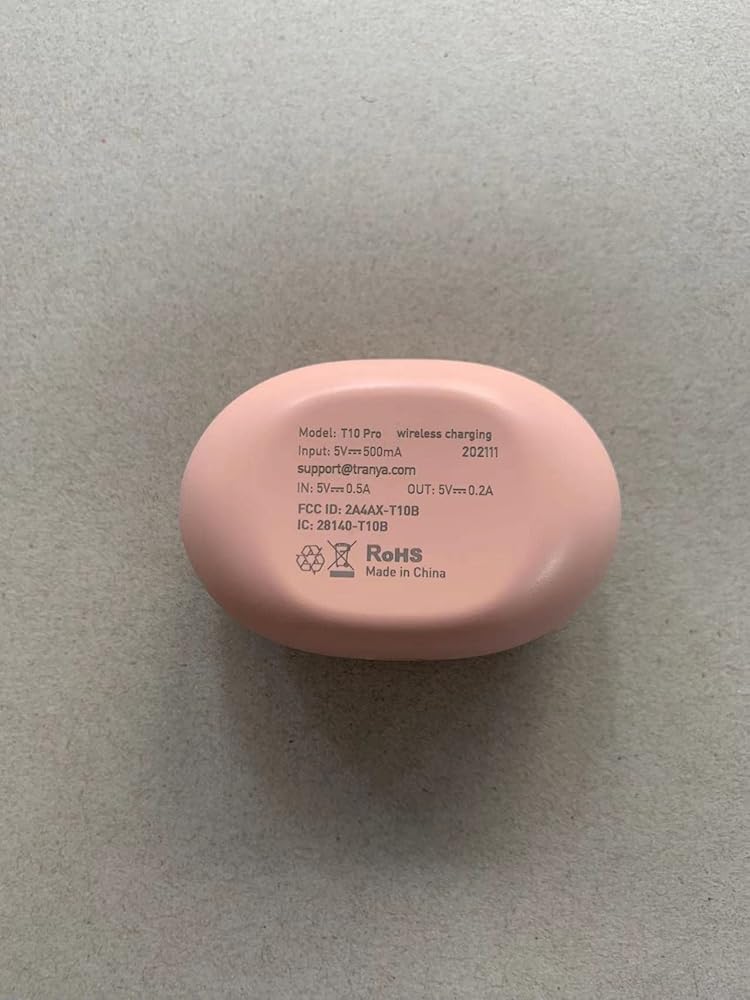 Model: T10 Pro wireless charging
Input: 5V⎓500mA 202111
support@tranya.com
IN: 5V⎓0.5A OUT: 5V⎓0.2A
FCC ID: 2A4AX-T10B
IC: 28140-T10B
RoHS
Made in China